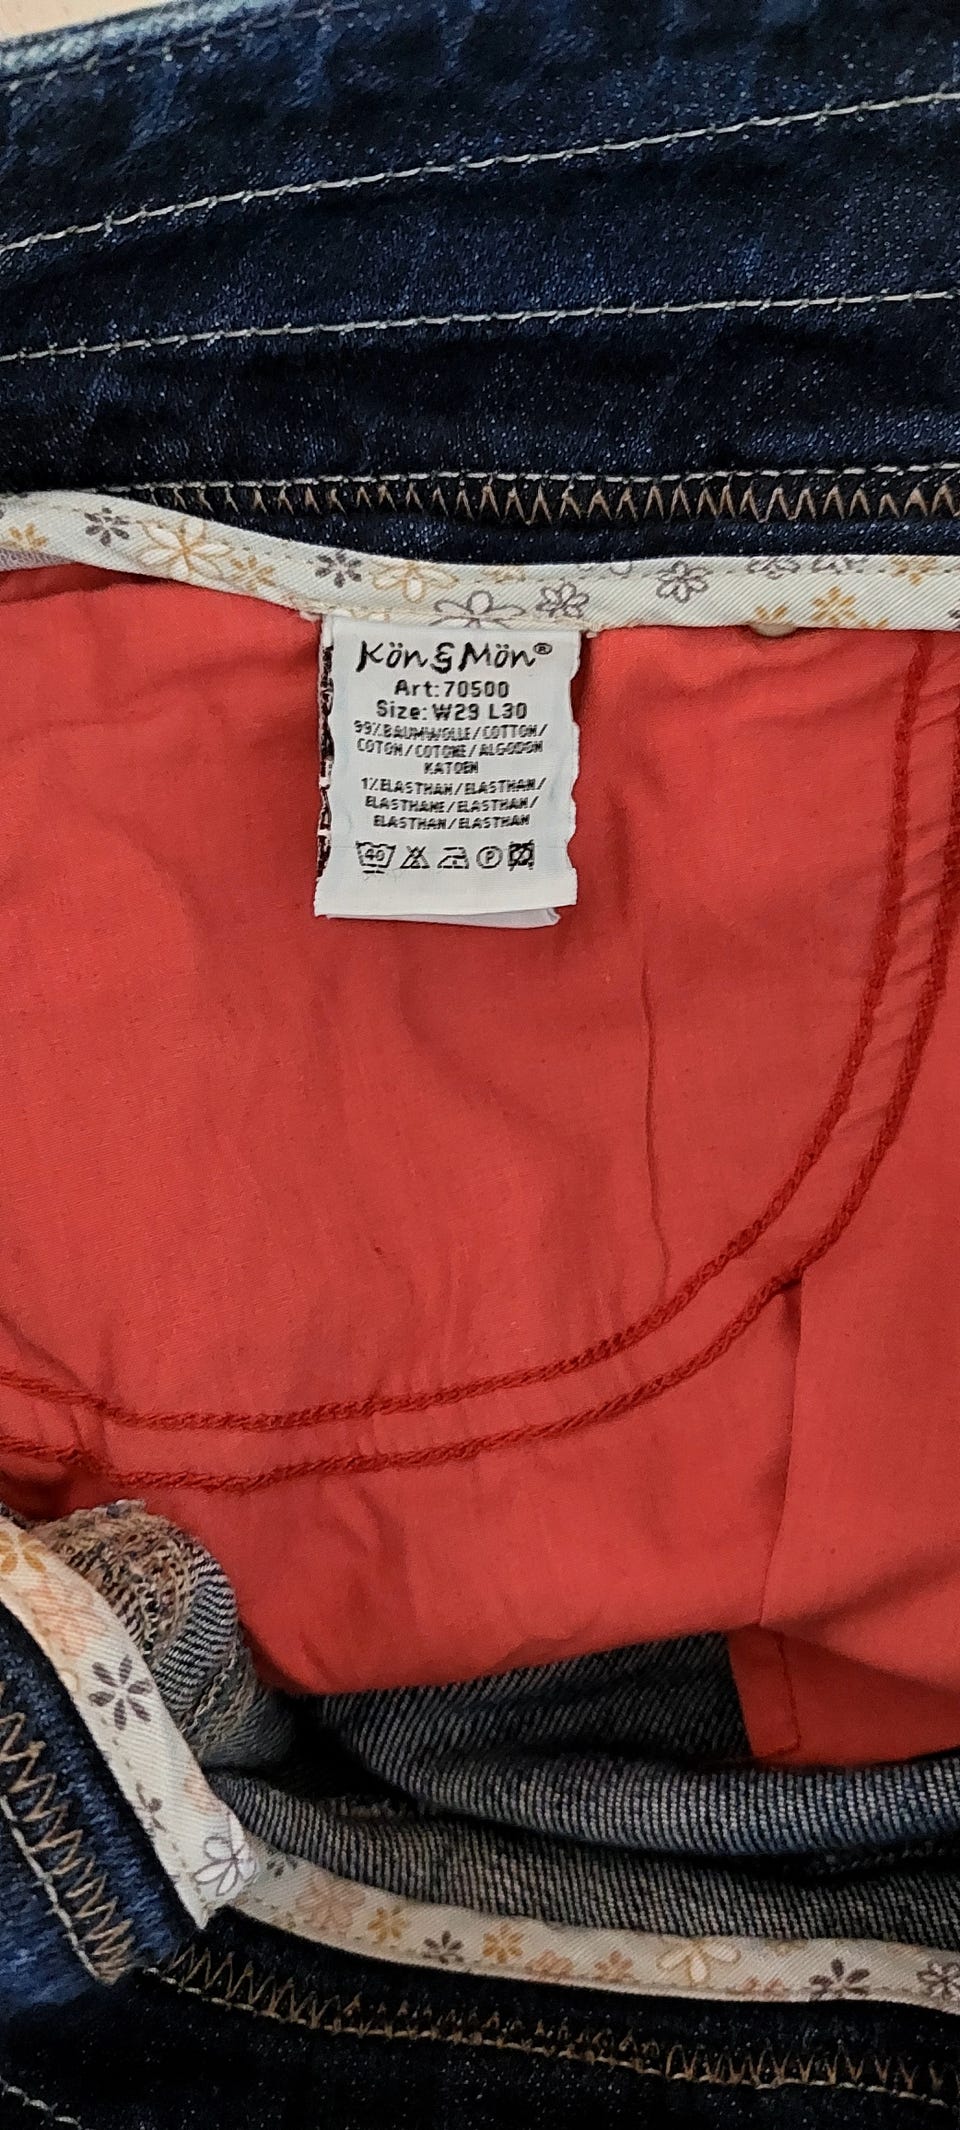 Kön&Mön®
Art:70500
Size:W29 L30
99%BAUMWOLLE/COTTON/
COTON/COTONE/ALGODON
KATOEN
1%ELASTHAN/ELASTHAN/
ELASTHANE/ELASTHAN/
ELASTHAN/ELASTHAN
40 P